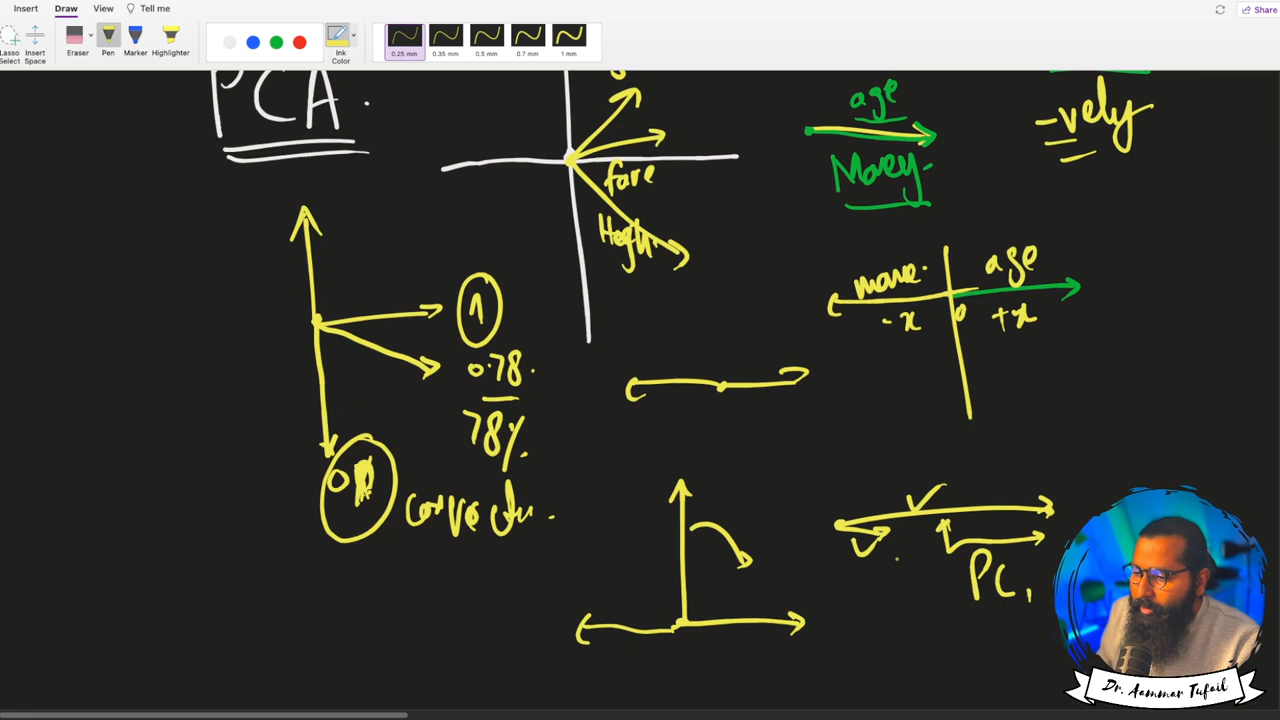 Insert Draw View Tell me
Share
Lasso Select
Insert Space
Eraser
Pen
Marker
Highlighter
Ink Color
0.25 mm
0.35 mm
0.5 mm
0.7 mm
1 mm
PCA.
age
Money
-vely
fare
age
-x
0
+x
1
0.78
78%
PC1
Dr. Aammar Tufail